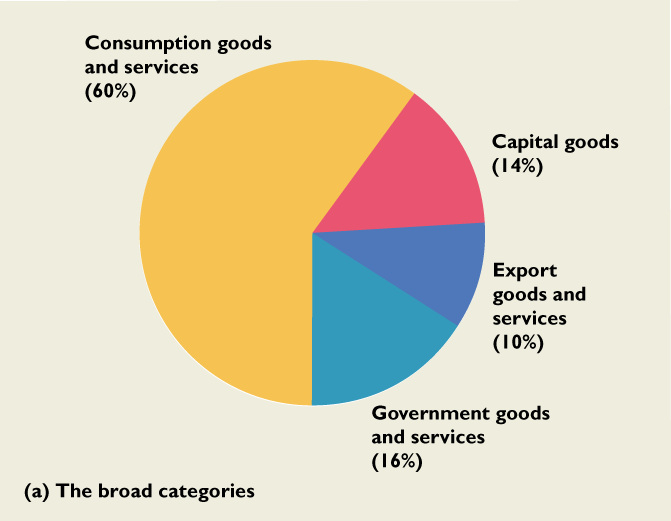 Consumption goods
and services
(60%)
Capital goods
(14%)
Export
goods and
services
(10%)
Government goods
and services
(16%)
(a) The broad categories